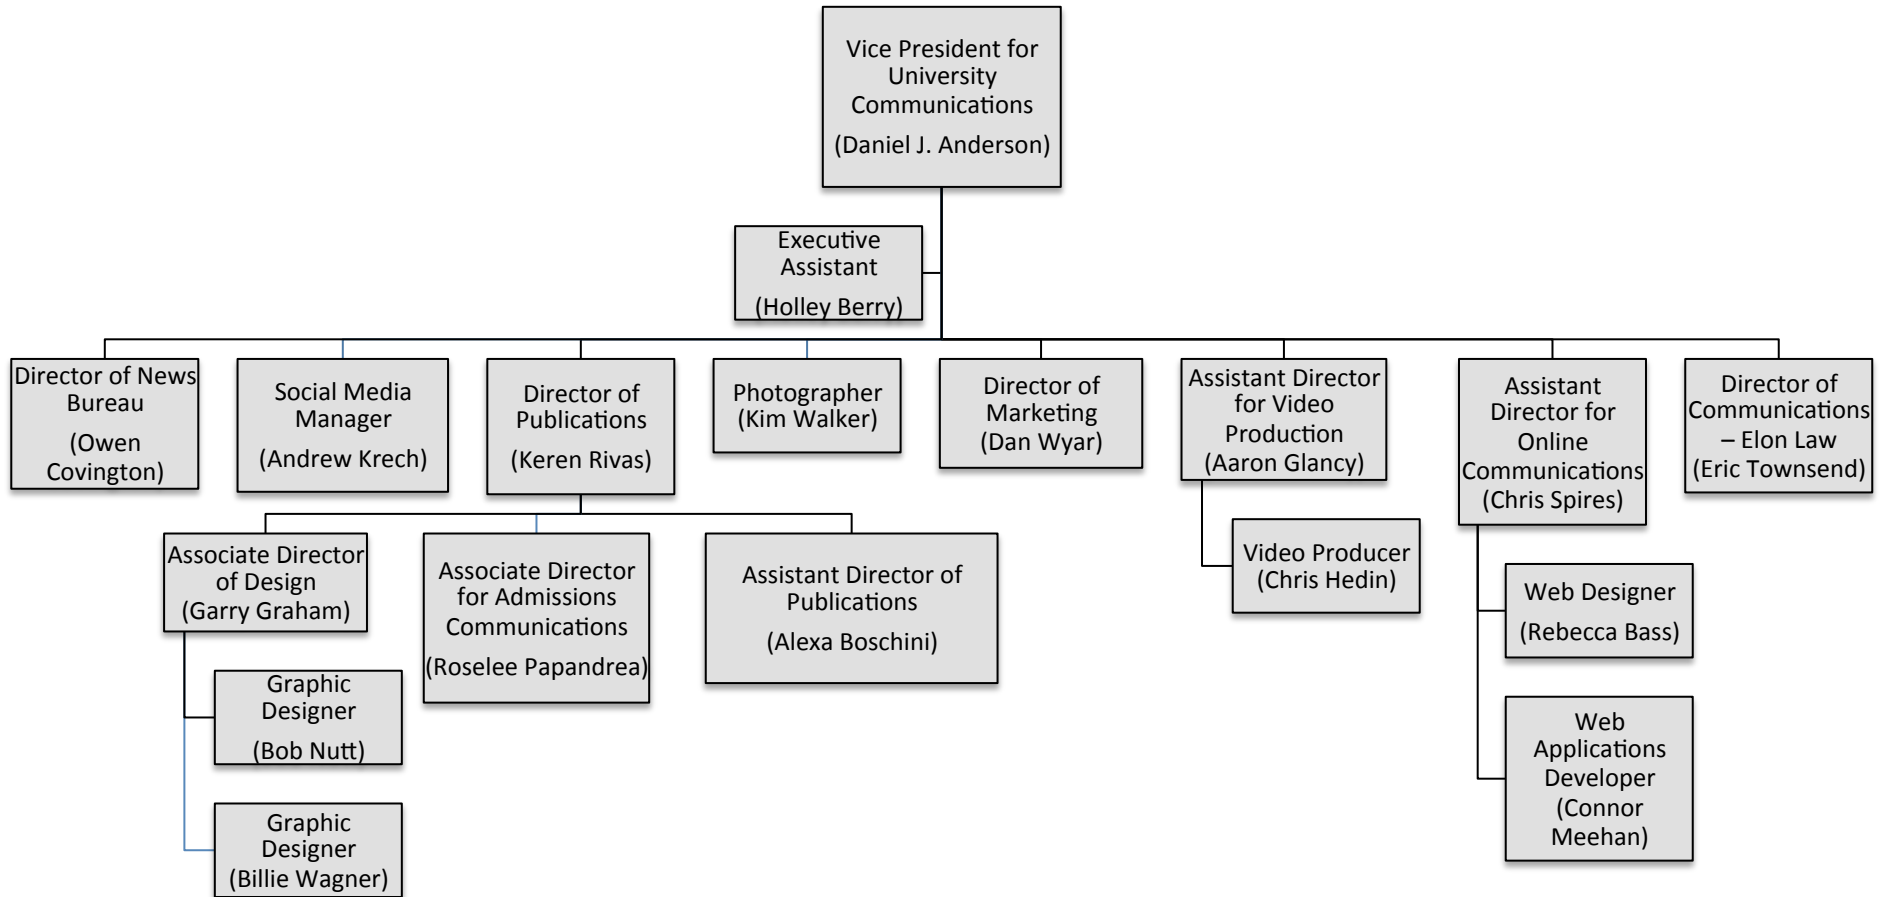 Vice President for
University
Communications
(Daniel J. Anderson)
Executive
Assistant
(Holley Berry)
Director of News
Bureau
(Owen
Covington)
Social Media
Manager
(Andrew Krech)
Director of
Publications
(Keren Rivas)
Photographer
(Kim Walker)
Director of
Marketing
(Dan Wyar)
Assistant Director
for Video
Production
(Aaron Glancy)
Assistant
Director for
Online
Communications
(Chris Spires)
Director of
Communications
– Elon Law
(Eric Townsend)
Associate Director
of Design
(Garry Graham)
Associate Director
for Admissions
Communications
(Roselee Papandrea)
Assistant Director of
Publications
(Alexa Boschini)
Video Producer
(Chris Hedin)
Web Designer
(Rebecca Bass)
Graphic
Designer
(Bob Nutt)
Web
Applications
Developer
(Connor
Meehan)
Graphic
Designer
(Billie Wagner)